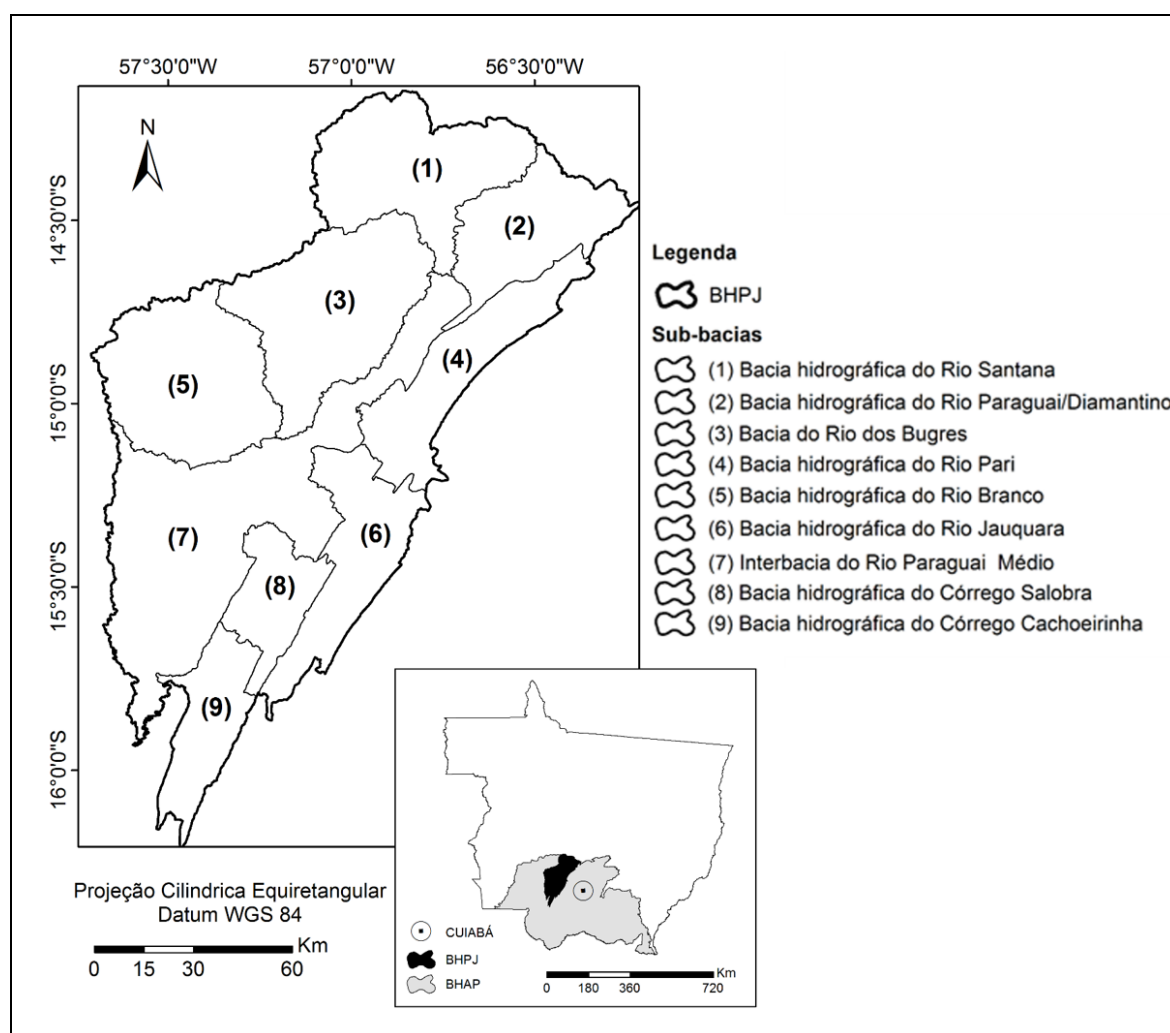 57°30'0"W 57°0'0"W 56°30'0"W
N
14°30'0"S
15°0'0"S
15°30'0"S
16°0'0"S
(1)
(2)
(3)
(4)
(5)
(6)
(7)
(8)
(9)
Legenda
BHPJ
Sub-bacias
(1) Bacia hidrográfica do Rio Santana
(2) Bacia hidrográfica do Rio Paraguai/Diamantino
(3) Bacia do Rio dos Bugres
(4) Bacia hidrográfica do Rio Pari
(5) Bacia hidrográfica do Rio Branco
(6) Bacia hidrográfica do Rio Jauquara
(7) Interbacia do Rio Paraguai Médio
(8) Bacia hidrográfica do Córrego Salobra
(9) Bacia hidrográfica do Córrego Cachoeirinha
Projeção Cilindrica Equiretangular
Datum WGS 84
Km
0 15 30 60
CUIABÁ
BHPJ
BHAP
Km
0 180 360 720